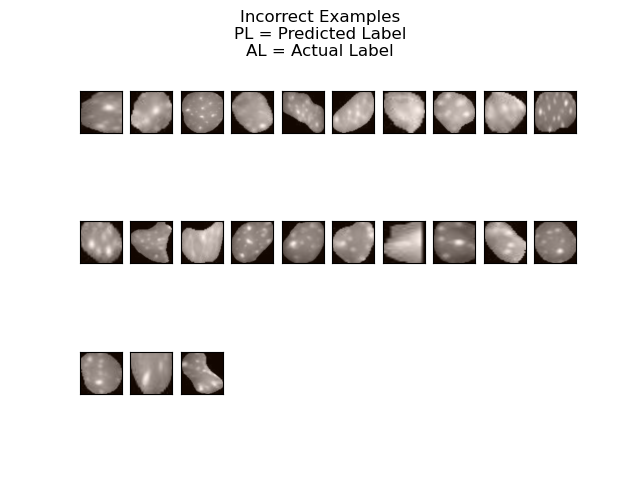 Incorrect Examples
PL = Predicted Label
AL = Actual Label